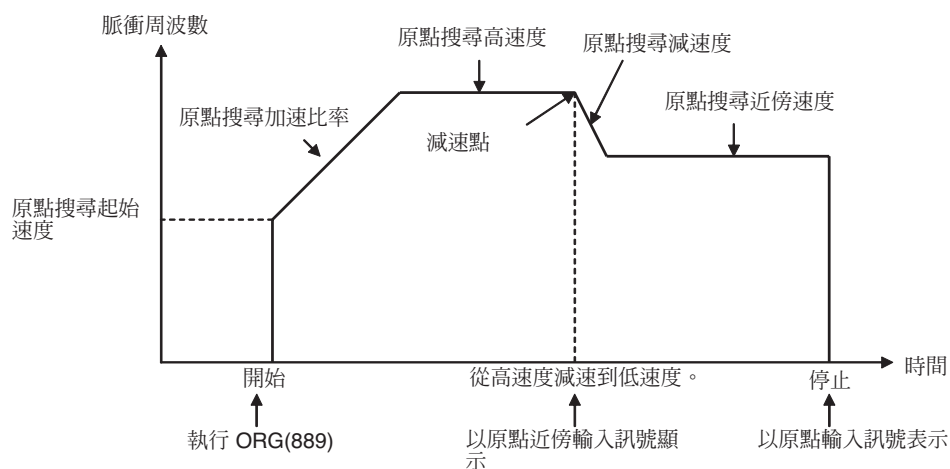 脈衝周波數
原點搜尋高速度
原點搜尋減速度
原點搜尋加速比率
減速點
原點搜尋近傍速度
原點搜尋起始
速度
時間
開始
從高速度減速到低速度。
停止
執行 ORG(889)
以原點近傍輸入訊號顯
示
以原點輸入訊號表示